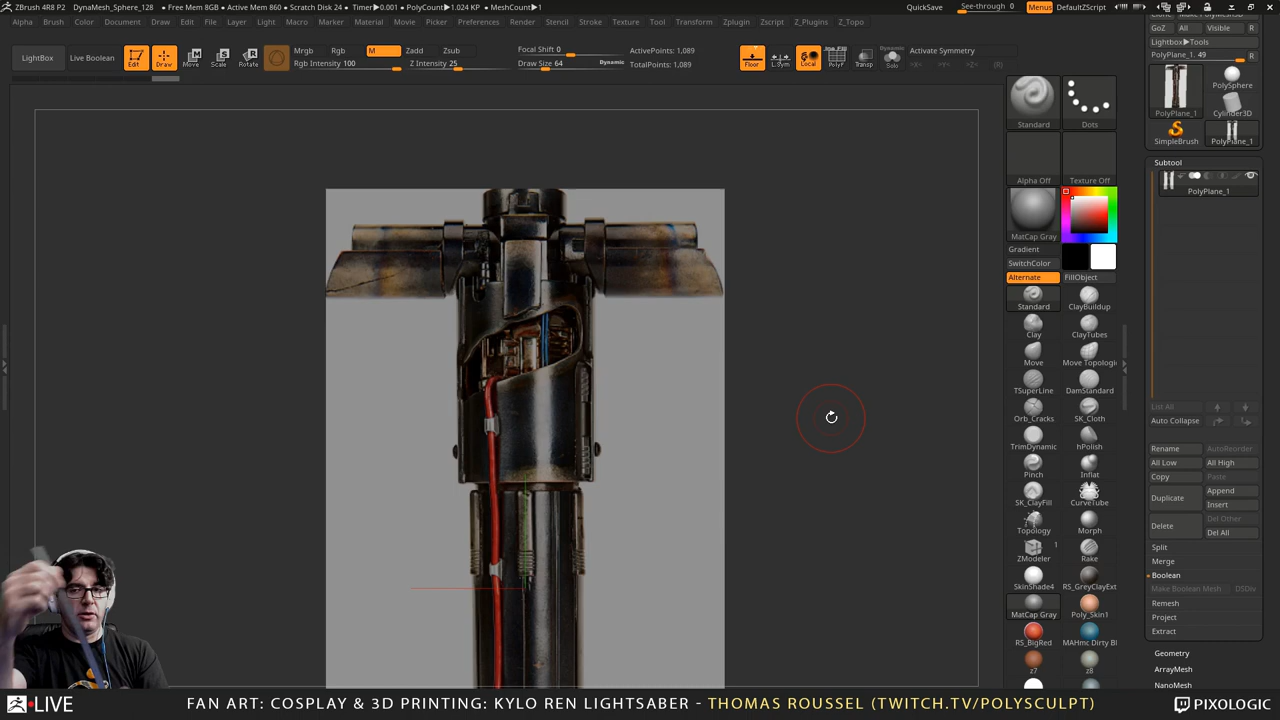 ZBrush 4R8 P2 DynaMesh_Sphere_128 • Free Mem 8GB • Active Mem 26 • Scratch Disk 24 • Timer▶0.001 • PolyCount▶1.024 KP • MeshCount▶1
QuickSave See-through 0 Menus DefaultZScript
Alpha Brush Color Document Draw Edit File Layer Light Macro Marker Material Movie Picker Preferences Render Stencil Stroke Texture Tool Transform Zplugin Zscript Z_Plugins Z_Topo
LightBox Live Boolean Edit Draw Move Scale Rotate
Mrgb Rgb M Zadd Zsub
Rgb Intensity 100 Z Intensity 25
Focal Shift 0
Draw Size 64 Dynamic
ActivePoints: 1,089
TotalPoints: 1,089
Floor L.Sym Local PolyF Transp Dynamic Solo
Activate Symmetry
>X< >Y< >Z< >M< (R)
Standard Dots
Alpha Off Texture Off
MatCap Gray
Gradient
SwitchColor
Alternate FillObject
Standard ClayBuildup
Clay ClayTubes
Move Move Topologic
TSuperLine DamStandard
Orb_Cracks SK_Cloth
TrimDynamic hPolish
Pinch Inflat
SK_ClayFill CurveTube
Topology Morph
ZModeler 1 Rake
SkinShade4 RS_GreyClayExt
MatCap Gray Poly_Skin1
RS_BigRed MAHmc Dirty Bl
z7 z8
GoZ All Visible R
Lightbox▶Tools
PolyPlane_1. 49 R
PolyPlane_1 PolySphere
Cylinder3D
SimpleBrush PolyPlane_1
Subtool
PolyPlane_1
List All
Auto Collapse
Rename AutoReorder
All Low All High
Copy Paste
Duplicate Append
Insert
Delete Del Other
Del All
Split
Merge
Boolean
Make Boolean Mesh DSDiv
Remesh
Project
Extract
Geometry
ArrayMesh
NanoMesh
LIVE FAN ART: COSPLAY & 3D PRINTING: KYLO REN LIGHTSABER - THOMAS ROUSSEL (TWITCH.TV/POLYSCULPT) PIXOLOGIC